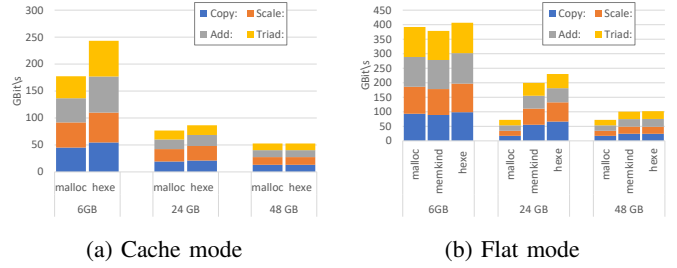 Copy: Scale:
Add: Triad:
300
250
200
150
100
50
0
GBit\s
malloc hexe malloc hexe malloc hexe
6GB 24 GB 48 GB
(a) Cache mode
Copy: Scale:
Add: Triad:
450
400
350
300
250
200
150
100
50
0
GBit\s
malloc memkind hexe malloc memkind hexe malloc memkind hexe
6GB 24 GB 48 GB
(b) Flat mode